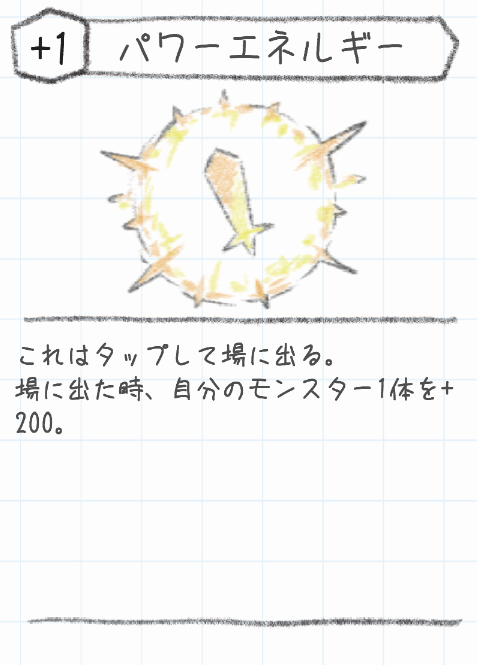 +1
パワーエネルギー
これはタップして場に出る。
場に出た時、自分のモンスター1体を+
200。